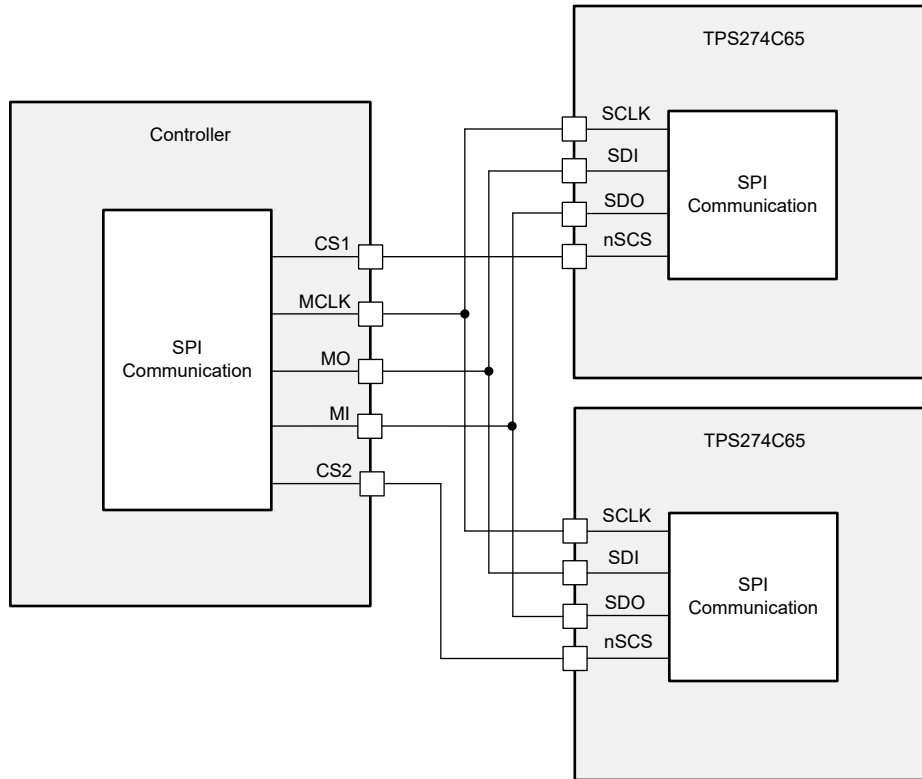 Controller
SPI
Communication
CS1
MCLK
MO
MI
CS2
TPS274C65
SCLK
SDI
SDO
nSCS
SPI
Communication
TPS274C65
SCLK
SDI
SDO
nSCS
SPI
Communication